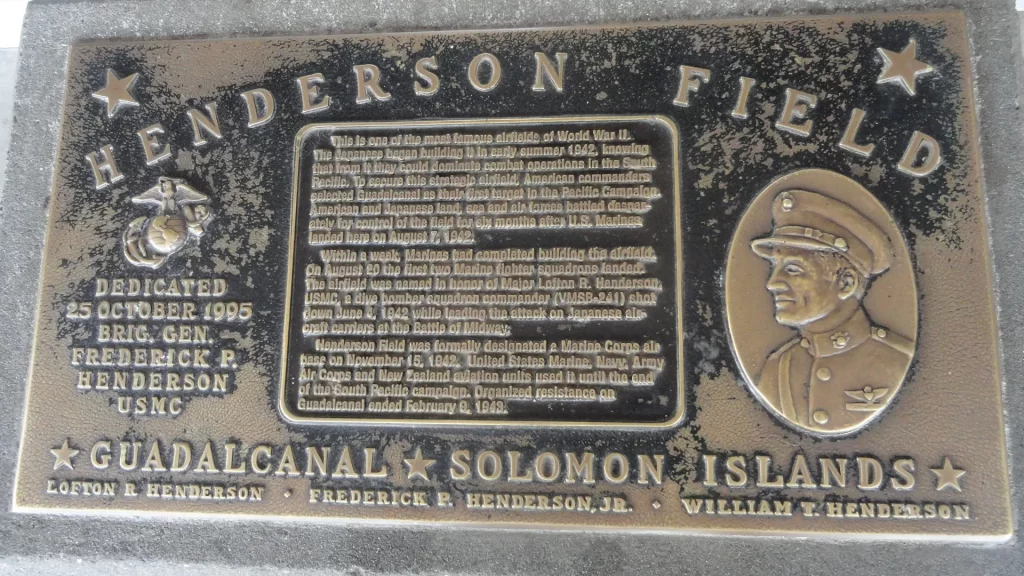 HENDERSON FIELD
This is one of the most famous airfields of World War II.
The Japanese began building it in early summer 1942, knowing
that from it they could dominate combat operations in the South
Pacific. To secure this strategic airfield, American commanders
selected Guadalcanal as their first target in the Pacific Campaign.
American and Japanese land, sea and air forces battled desper-
ately for control of the field for six months after U.S. Marines
landed here on August 7, 1942.
Within a week, Marines had completed building the airfield.
On August 20 the first two Marine fighter squadrons landed.
The airfield was named in honor of Major Lofton R. Henderson,
USMC, a dive bomber squadron commander (VMSB-241) shot
down June 4, 1942 while leading the attack on Japanese air-
craft carriers at the Battle of Midway.
Henderson Field was formally designated a Marine Corps air
base on November 15, 1942. United States Marine, Navy, Army
Air Corps and New Zealand aviation units used it until the end
of the South Pacific campaign. Organized resistance on
Guadalcanal ended February 9, 1943.
DEDICATED
25 OCTOBER 1995
BRIG. GEN.
FREDERICK P.
HENDERSON
USMC
GUADALCANAL ★ SOLOMON ISLANDS
LOFTON R. HENDERSON · FREDERICK P. HENDERSON, JR. · WILLIAM T. HENDERSON